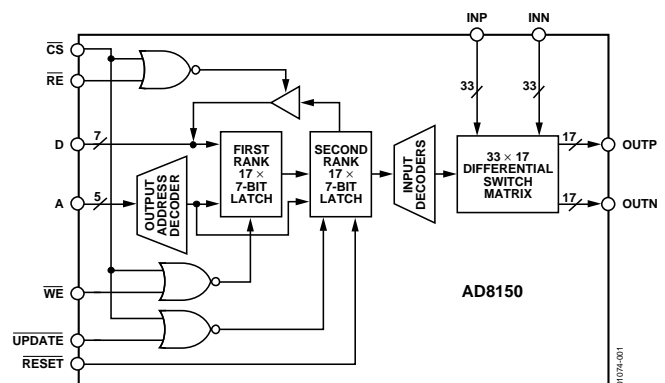 INP
INN
CS
RE
33
33
D
7
FIRST
RANK
17 ×
7-BIT
LATCH
SECOND
RANK
17 ×
7-BIT
LATCH
INPUT
DECODERS
33 × 17
DIFFERENTIAL
SWITCH
MATRIX
17
OUTP
17
OUTN
A
5
OUTPUT
ADDRESS
DECODER
WE
UPDATE
RESET
AD8150
01074-001